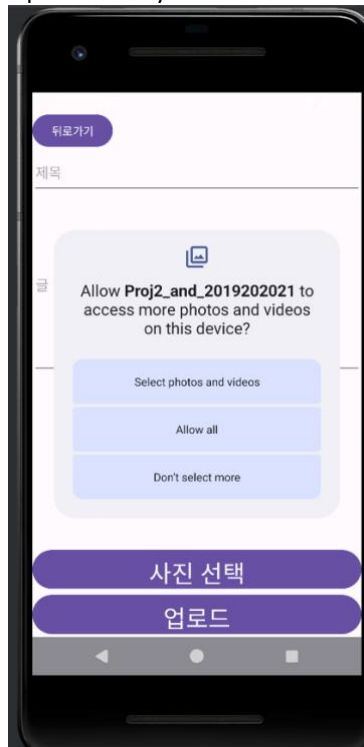 뒤로가기
제목
글
Allow Proj2_and_2019202021 to
access more photos and videos
on this device?
Select photos and videos
Allow all
Don't select more
사진 선택
업로드